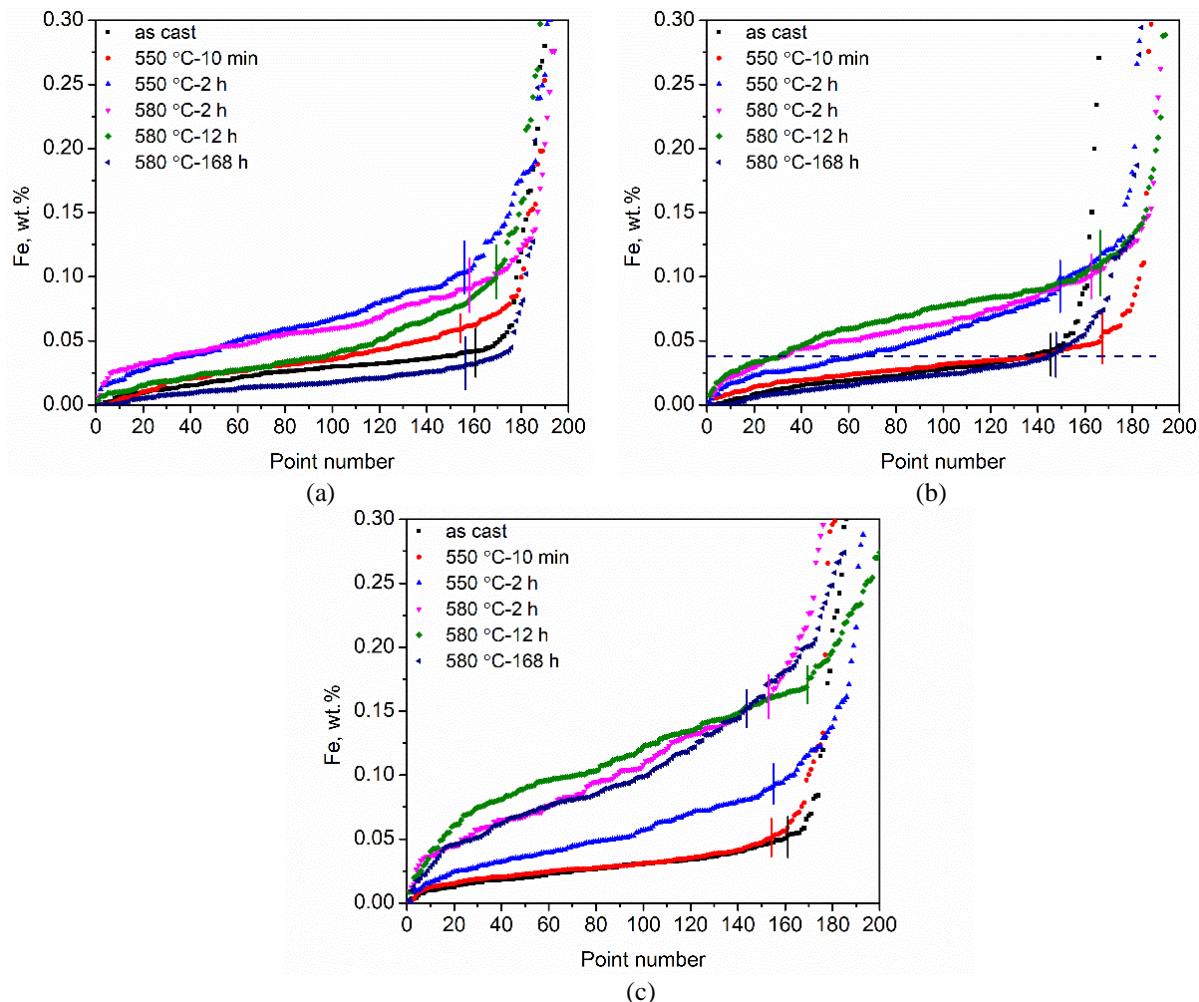 as cast
550 °C-10 min
550 °C-2 h
580 °C-2 h
580 °C-12 h
580 °C-168 h
Fe, wt.%
0.30
0.25
0.20
0.15
0.10
0.05
0.00
0 20 40 60 80 100 120 140 160 180 200
Point number
(a)
as cast
550 °C-10 min
550 °C-2 h
580 °C-2 h
580 °C-12 h
580 °C-168 h
Fe, wt.%
0.30
0.25
0.20
0.15
0.10
0.05
0.00
0 20 40 60 80 100 120 140 160 180 200
Point number
(b)
as cast
550 °C-10 min
550 °C-2 h
580 °C-2 h
580 °C-12 h
580 °C-168 h
Fe, wt.%
0.30
0.25
0.20
0.15
0.10
0.05
0.00
0 20 40 60 80 100 120 140 160 180 200
Point number
(c)